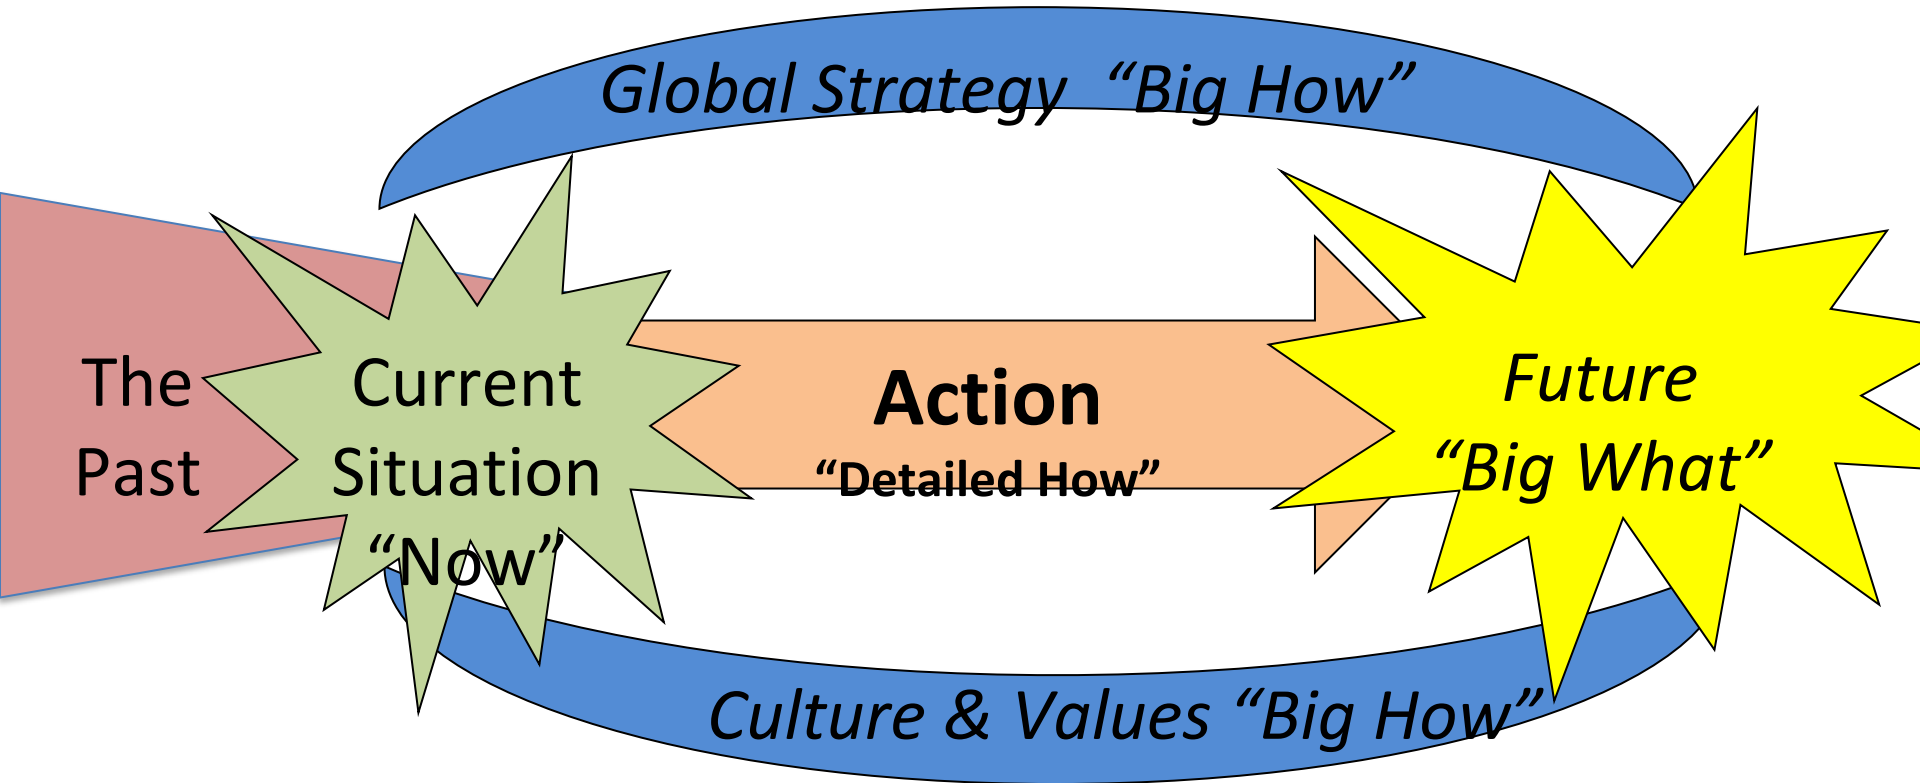 Global Strategy  “Big How”
The
Past
Current
Situation
“Now”
Action
“Detailed How”
Future
“Big What”
Culture & Values “Big How”